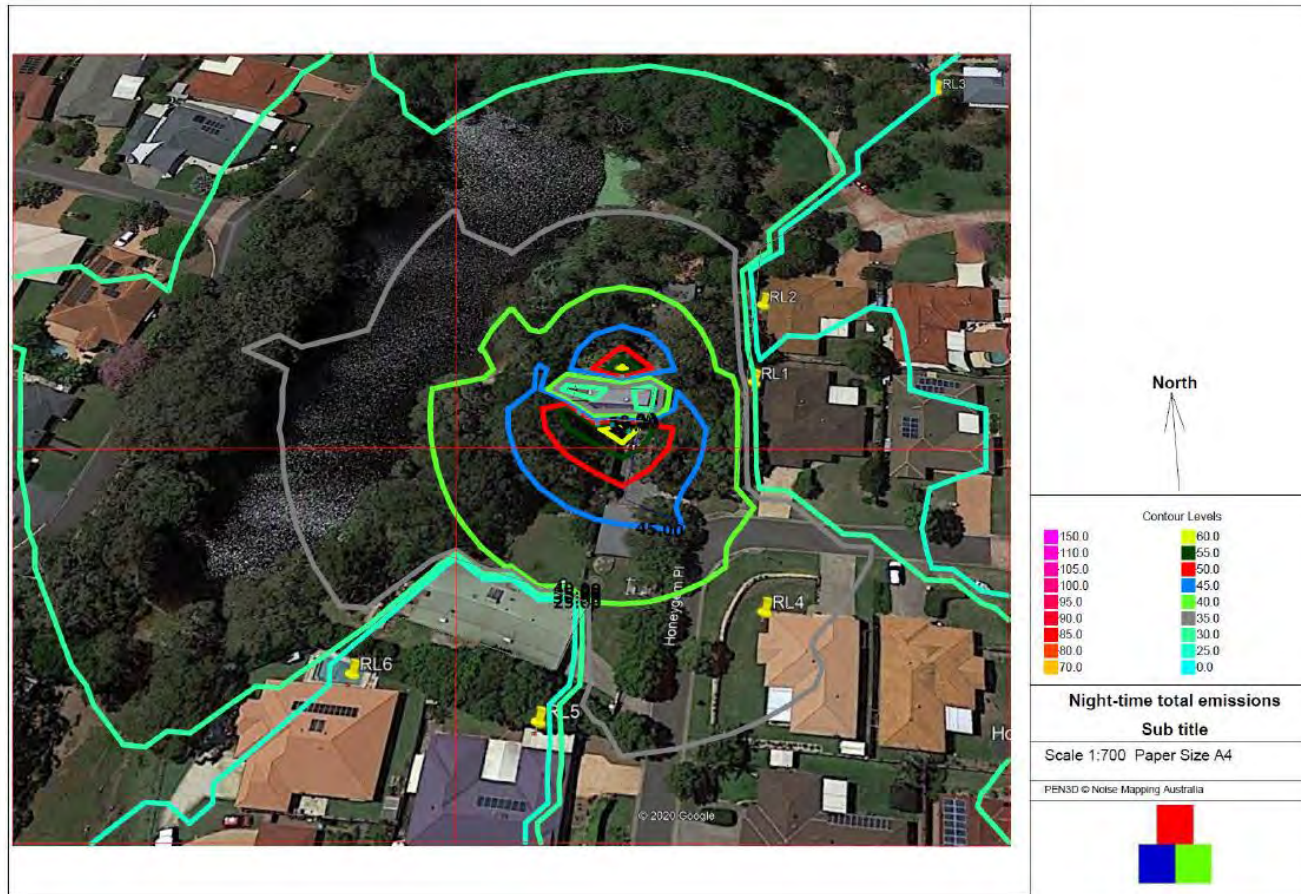 RL3
RL2
RL1
45.00
Honeygem Pl
RL4
RL6
RL5
Ho
© 2020 Google
North
Contour Levels
150.0 60.0
110.0 55.0
105.0 50.0
100.0 45.0
95.0 40.0
90.0 35.0
85.0 30.0
80.0 25.0
70.0 0.0
Night-time total emissions
Sub title
Scale 1:700 Paper Size A4
PEN3D © Noise Mapping Australia